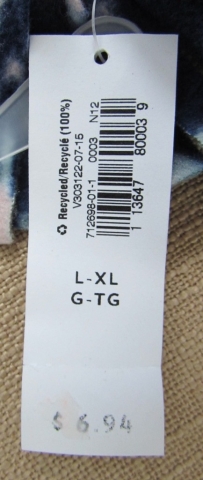 ♻ Recycled/Recyclé (100%)
V303122-07-15
712698-01-1 0003 N12
1 13647 80003 9
L-XL
G-TG
$ 6.94